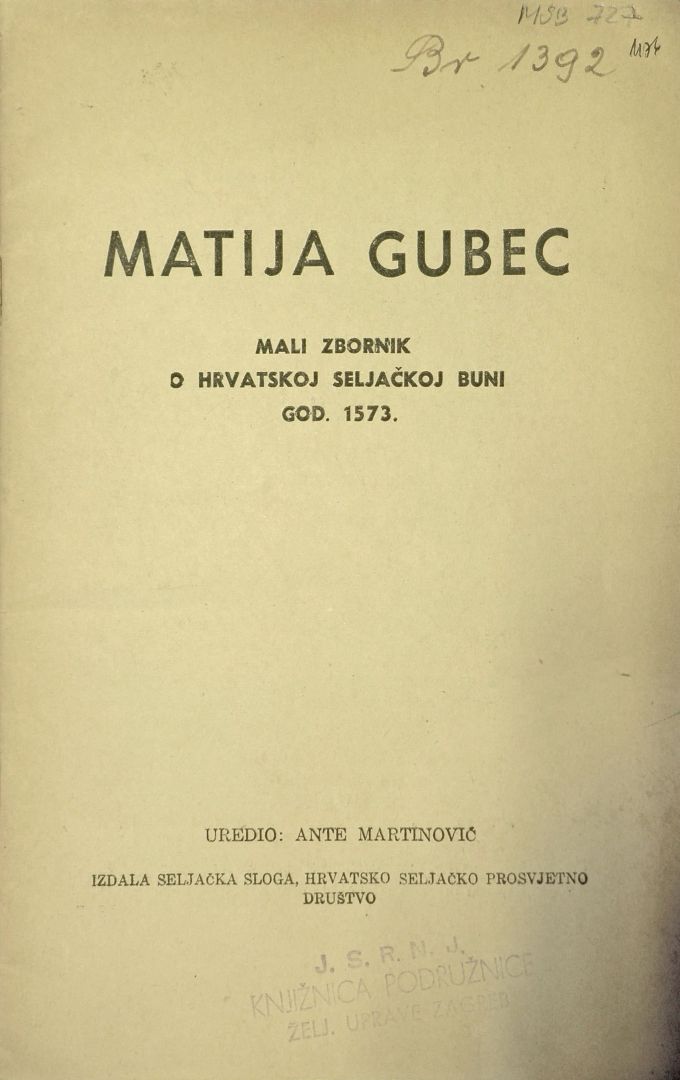 MSB 727
Br 1392
MATIJA GUBEC
MALI ZBORNIK
O HRVATSKOJ SELJAČKOJ BUNI
GOD. 1573.
UREDIO: ANTE MARTINOVIĆ
IZDALA SELJAČKA SLOGA, HRVATSKO SELJAČKO PROSVJETNO
DRUŠTVO
J. S. R. N. J.
KNJIŽNICA PODRUŽNICE
ŽELJ. UPRAVE ZAGREB